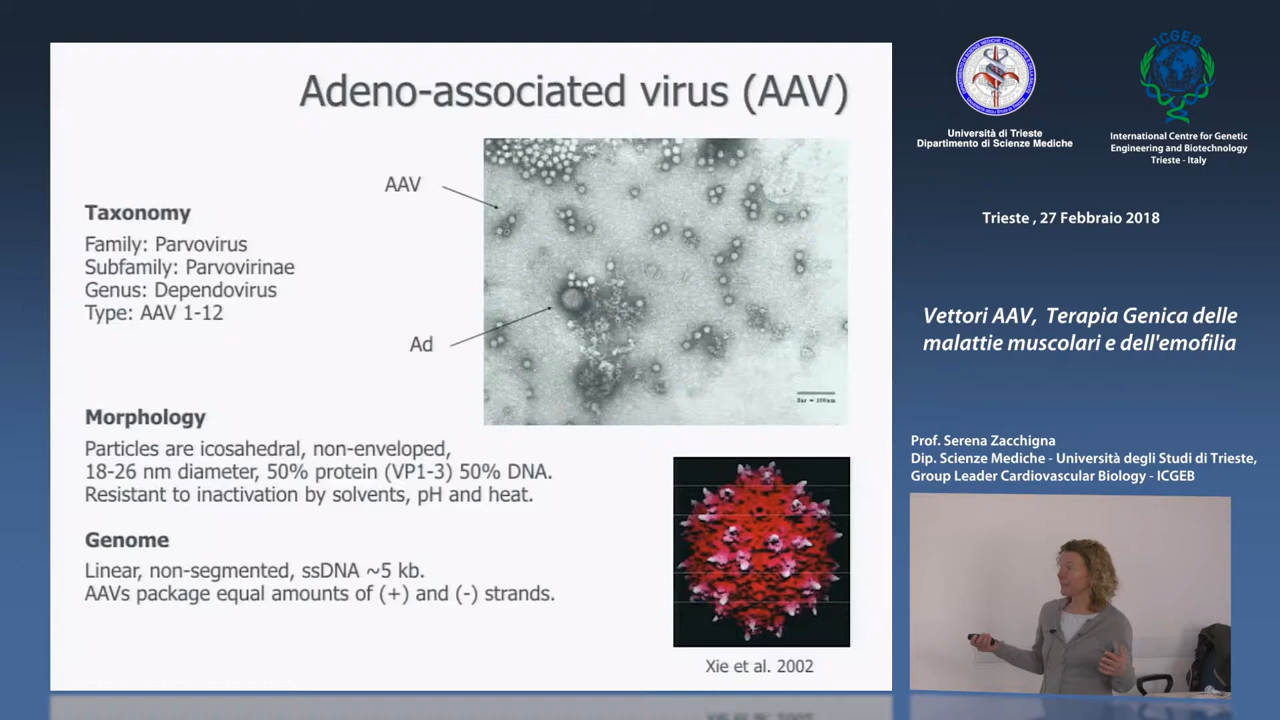 Adeno-associated virus (AAV)
AAV
Taxonomy
Family: Parvovirus
Subfamily: Parvovirinae
Genus: Dependovirus
Type: AAV 1-12
Ad
Morphology
Particles are icosahedral, non-enveloped,
18-26 nm diameter, 50% protein (VP1-3) 50% DNA.
Resistant to inactivation by solvents, pH and heat.
Genome
Linear, non-segmented, ssDNA ~5 kb.
AAVs package equal amounts of (+) and (-) strands.
Xie et al. 2002
Università di Trieste
Dipartimento di Scienze Mediche
ICGEB
International Centre for Genetic
Engineering and Biotechnology
Trieste - Italy
Trieste , 27 Febbraio 2018
Vettori AAV, Terapia Genica delle
malattie muscolari e dell'emofilia
Prof. Serena Zacchigna
Dip. Scienze Mediche - Università degli Studi di Trieste,
Group Leader Cardiovascular Biology - ICGEB